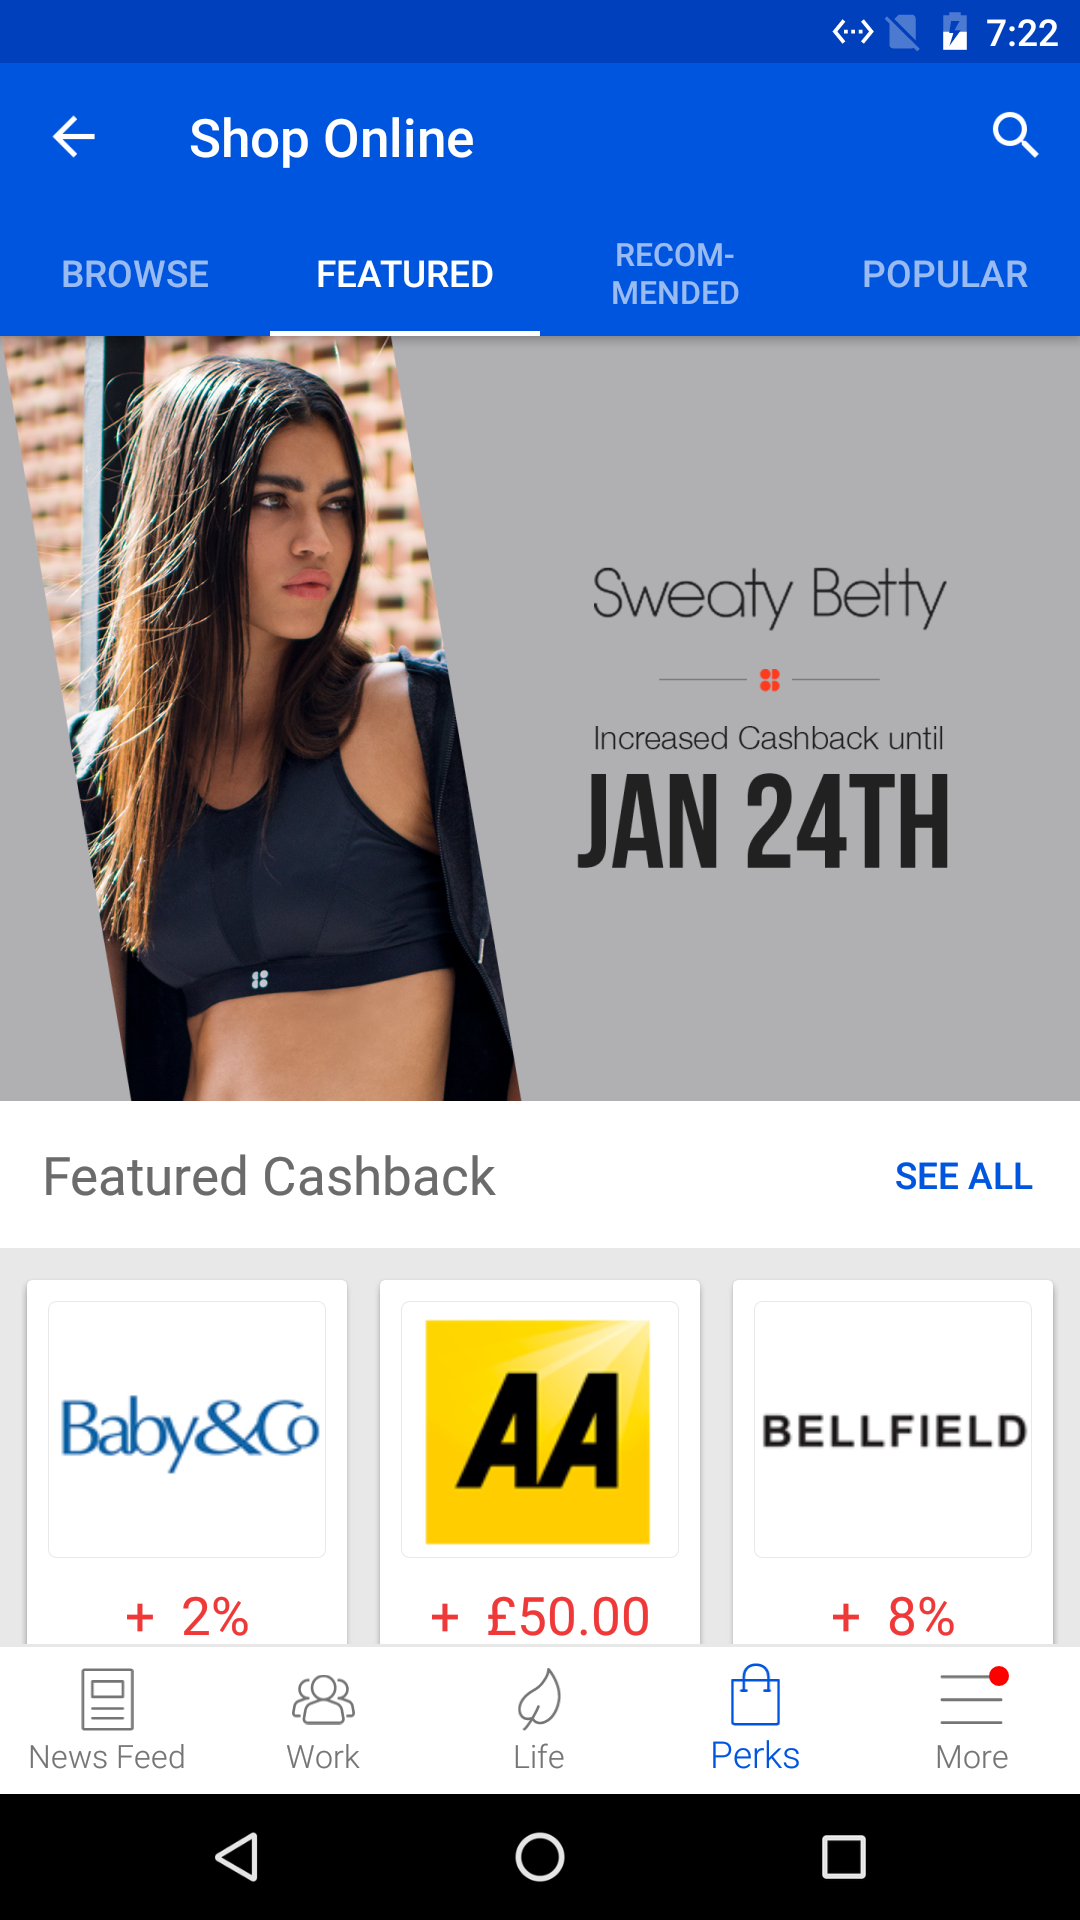 7:22
Shop Online
BROWSE
FEATURED
RECOM-
MENDED
POPULAR
Sweaty Betty
Increased Cashback until
JAN 24TH
Featured Cashback
SEE ALL
Baby&Co
AA
BELLFIELD
+ 2%
+ £50.00
+ 8%
News Feed
Work
Life
Perks
More